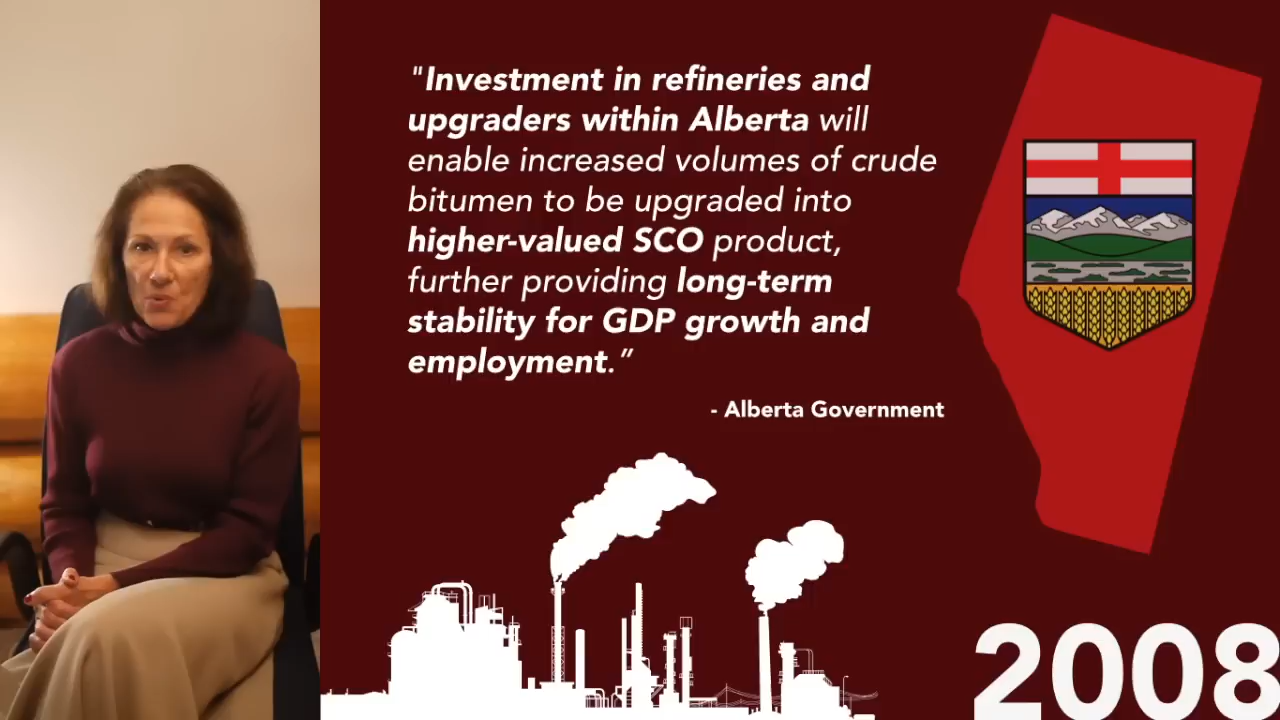 "Investment in refineries and
upgraders within Alberta will
enable increased volumes of crude
bitumen to be upgraded into
higher-valued SCO product,
further providing long-term
stability for GDP growth and
employment.”
- Alberta Government
2008